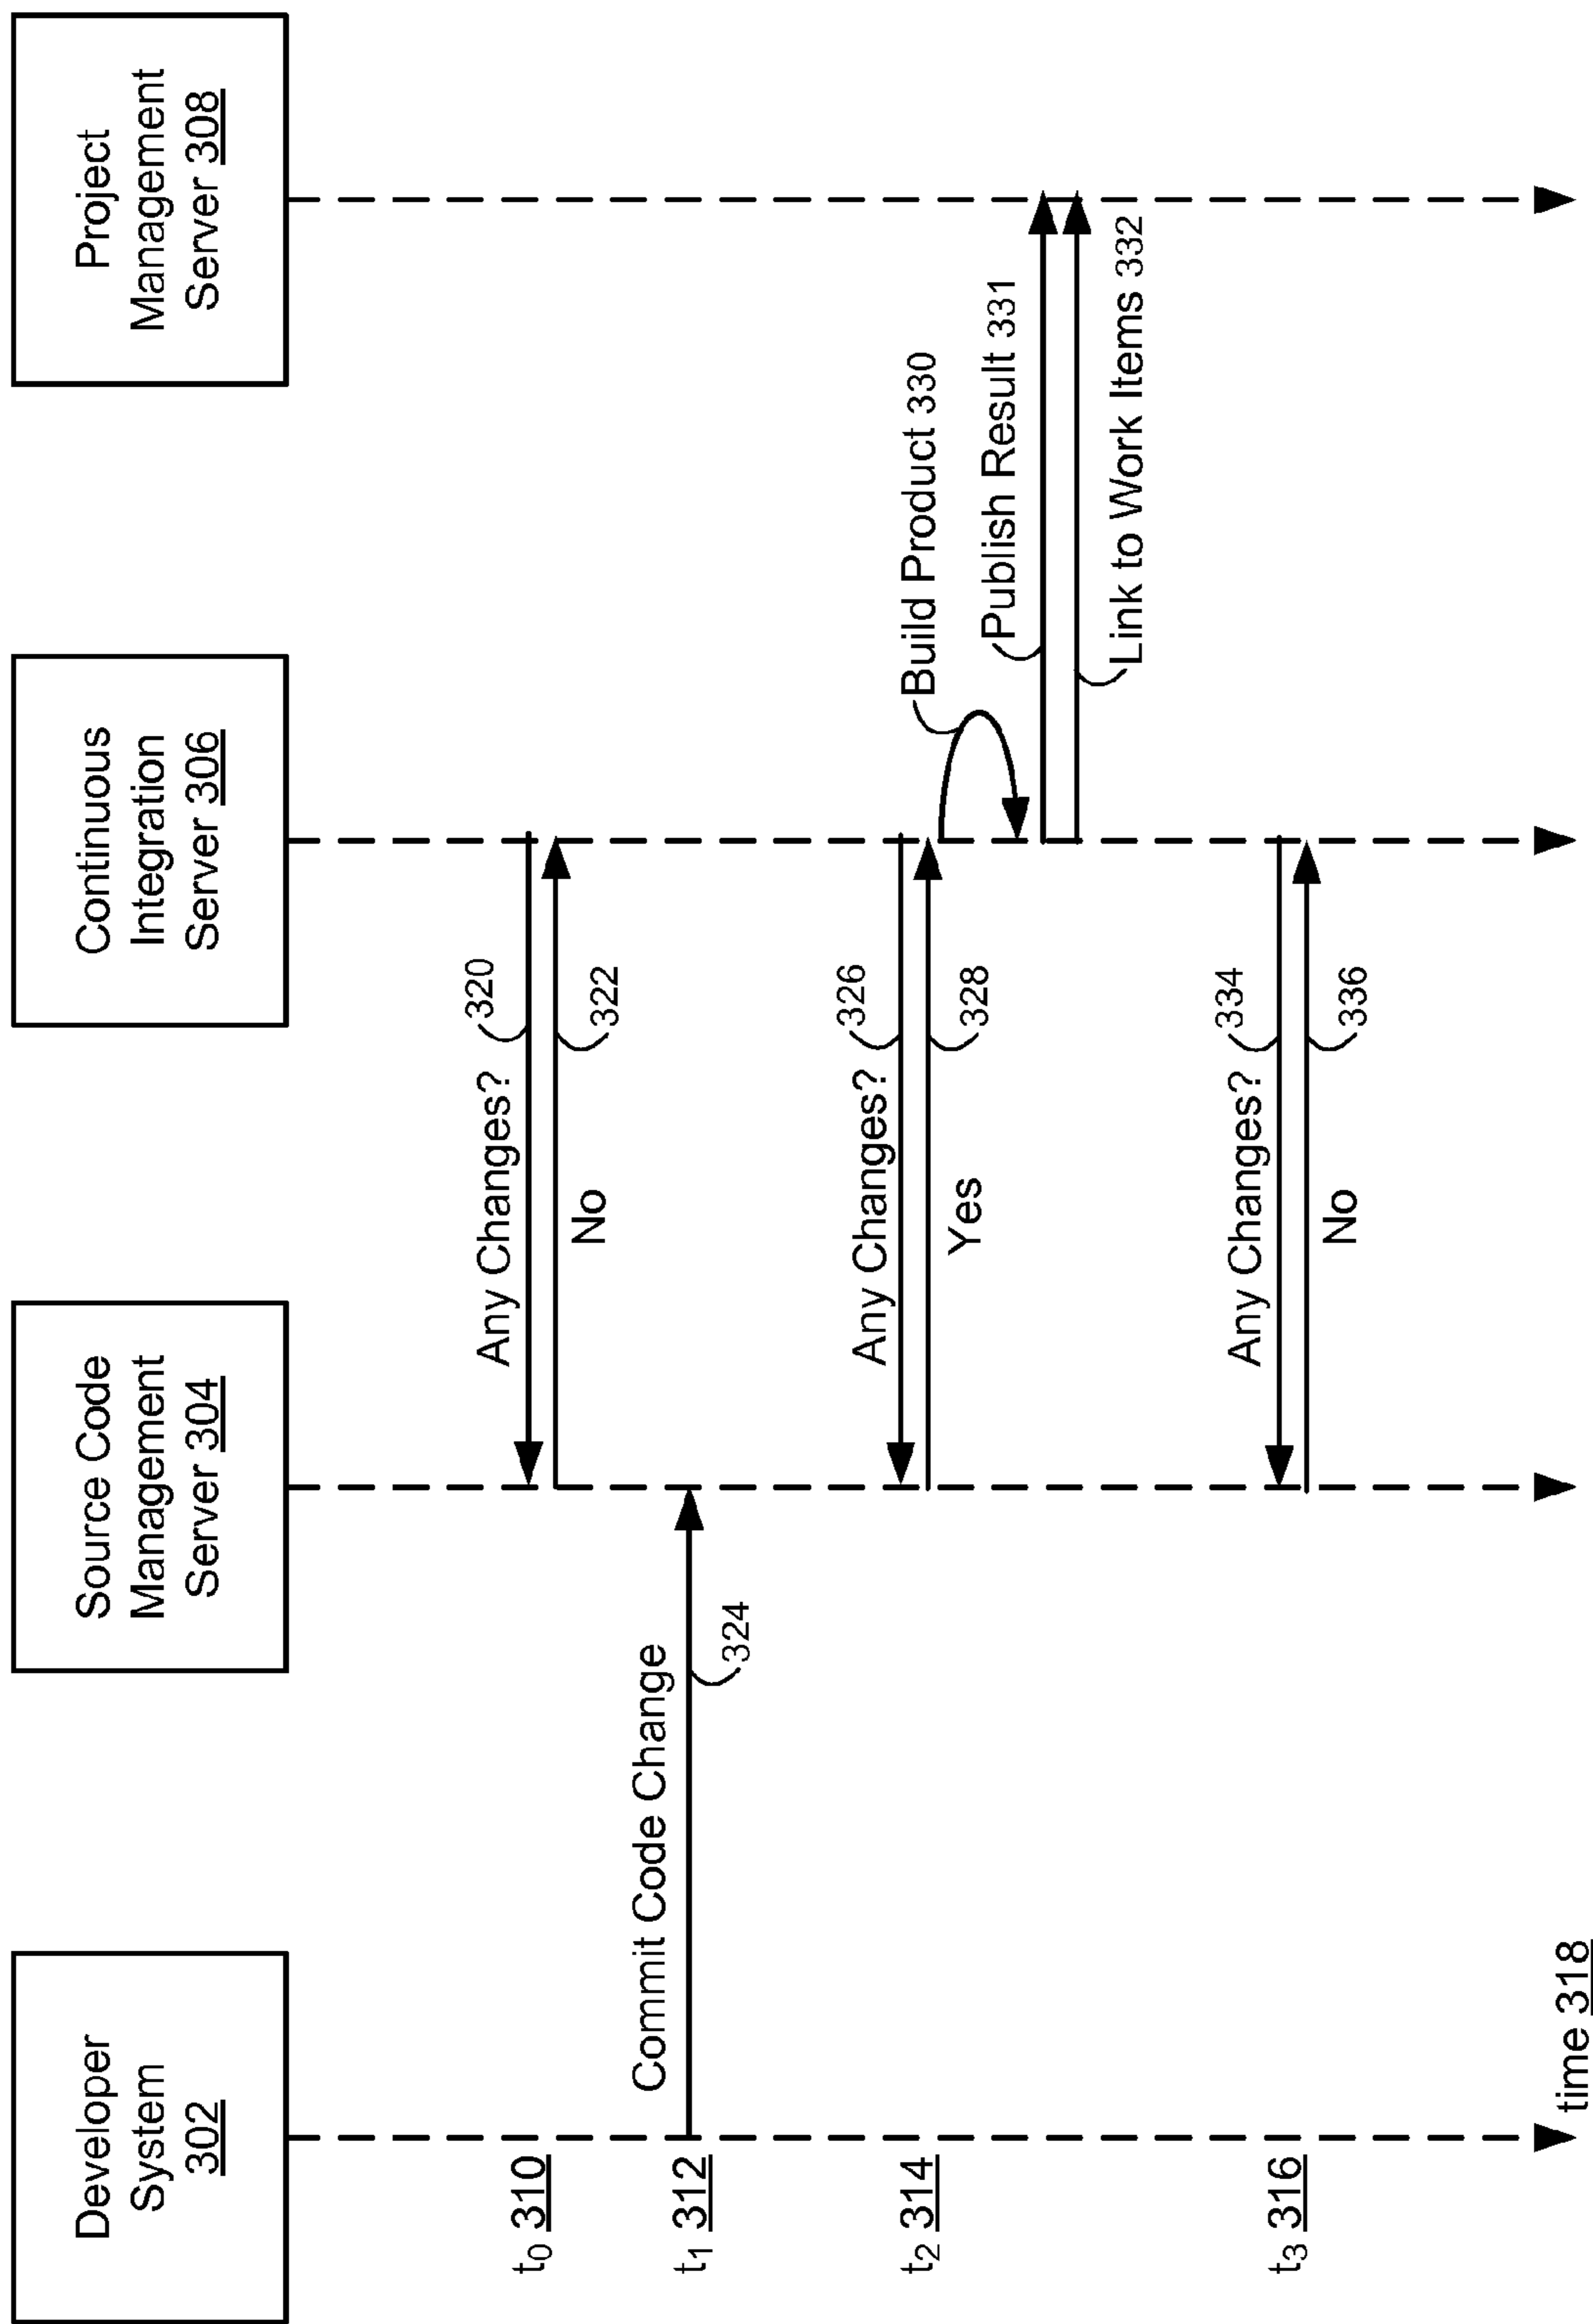 Developer
System
302
Source Code
Management
Server 304
Continuous
Integration
Server 306
Project
Management
Server 308
t0 310
Any Changes?
320
No
322
t1 312
Commit Code Change
324
t2 314
Any Changes?
326
Yes
328
Build Product 330
Publish Result 331
Link to Work Items 332
t3 316
Any Changes?
334
No
336
time 318